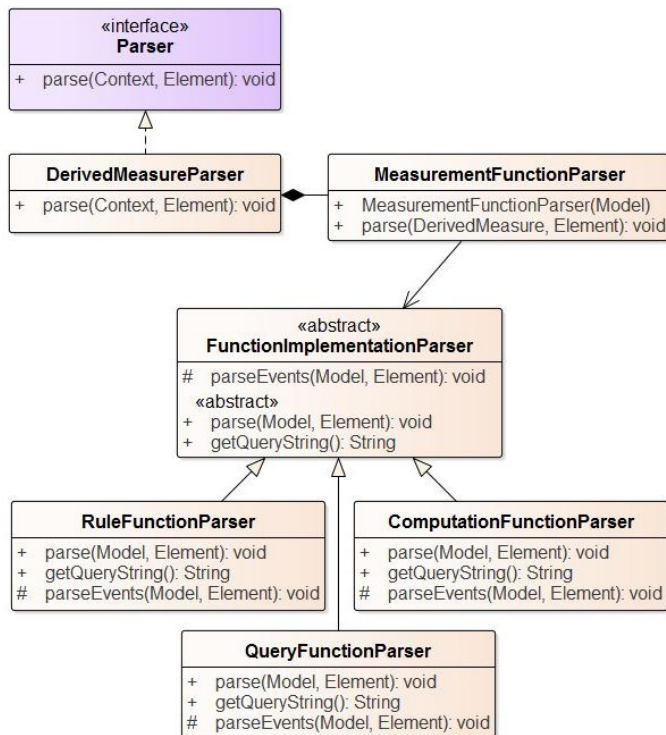 «interface»
Parser
+ parse(Context, Element): void
DerivedMeasureParser
+ parse(Context, Element): void
MeasurementFunctionParser
+ MeasurementFunctionParser(Model)
+ parse(DerivedMeasure, Element): void
«abstract»
FunctionImplementationParser
# parseEvents(Model, Element): void
«abstract»
+ parse(Model, Element): void
+ getQueryString(): String
RuleFunctionParser
+ parse(Model, Element): void
+ getQueryString(): String
# parseEvents(Model, Element): void
ComputationFunctionParser
+ parse(Model, Element): void
+ getQueryString(): String
# parseEvents(Model, Element): void
QueryFunctionParser
+ parse(Model, Element): void
+ getQueryString(): String
# parseEvents(Model, Element): void